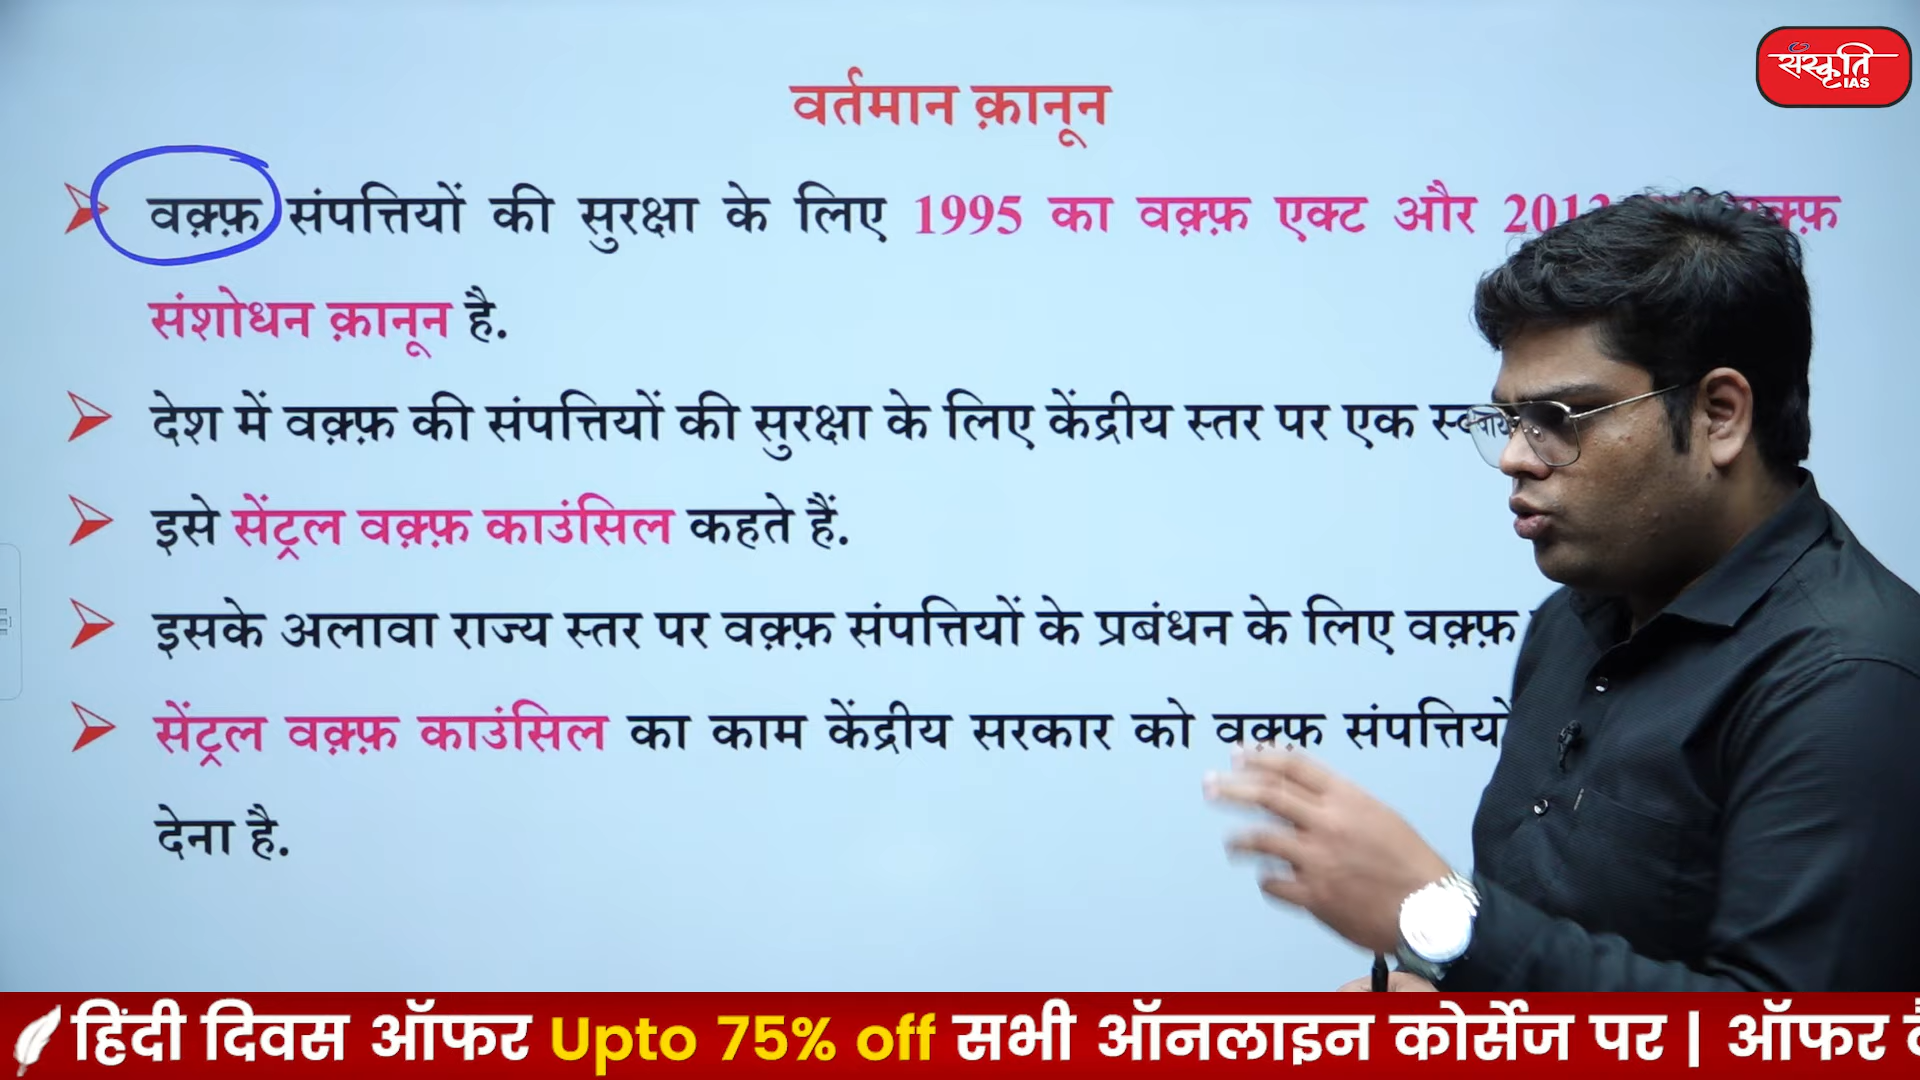 संस्कृति
IAS
वर्तमान क़ानून
वक़्फ़ संपत्तियों की सुरक्षा के लिए 1995 का वक़्फ़ एक्ट और
संशोधन क़ानून है.
देश में वक़्फ़ की संपत्तियों की सुरक्षा के लिए केंद्रीय स्तर पर एक
इसे सेंट्रल वक़्फ़ काउंसिल कहते हैं.
इसके अलावा राज्य स्तर पर वक़्फ़ संपत्तियों के प्रबंधन के लिए वक़्फ़
सेंट्रल वक़्फ़ काउंसिल का काम केंद्रीय सरकार को वक़्फ़
देना है.
हिंदी दिवस ऑफर Upto 75% off सभी ऑनलाइन कोर्सेज पर | ऑफर